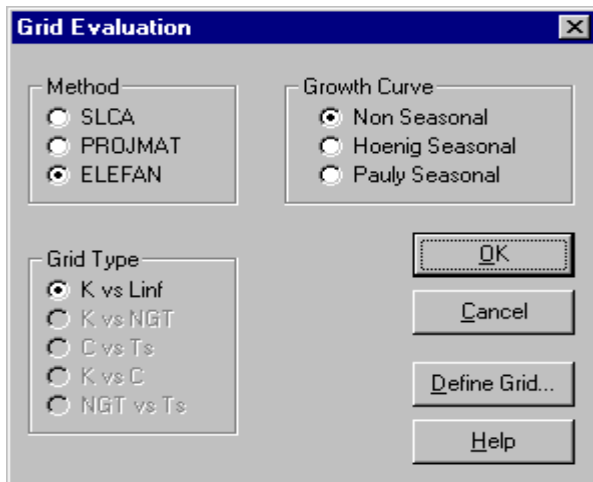 Grid Evaluation
Method
SLCA
PROJMAT
ELEFAN
Growth Curve
Non Seasonal
Hoenig Seasonal
Pauly Seasonal
Grid Type
K vs Linf
K vs NGT
C vs Ts
K vs C
NGT vs Ts
OK
Cancel
Define Grid...
Help